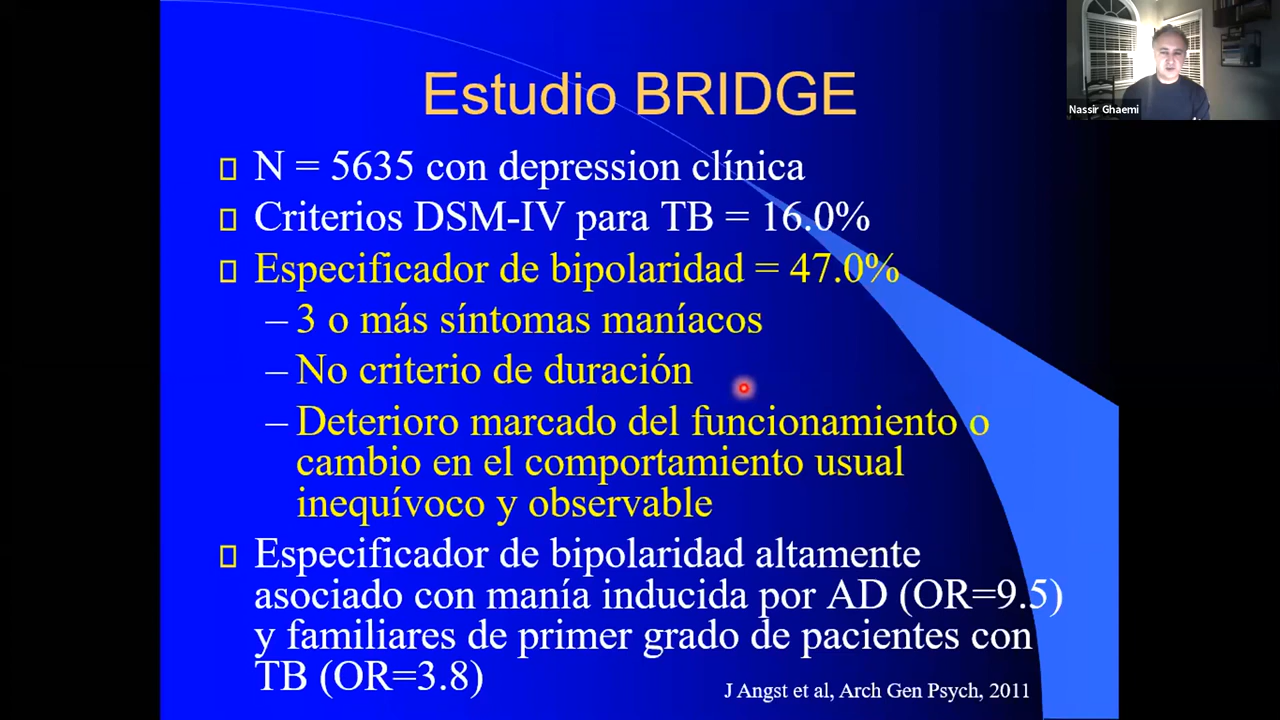 Estudio BRIDGE
Nassir Ghaemi
N = 5635 con depression clínica
Criterios DSM-IV para TB = 16.0%
Especificador de bipolaridad = 47.0%
– 3 o más síntomas maníacos
– No criterio de duración
– Deterioro marcado del funcionamiento o
cambio en el comportamiento usual
inequívoco y observable
Especificador de bipolaridad altamente
asociado con manía inducida por AD (OR=9.5)
y familiares de primer grado de pacientes con
TB (OR=3.8)
J Angst et al, Arch Gen Psych, 2011